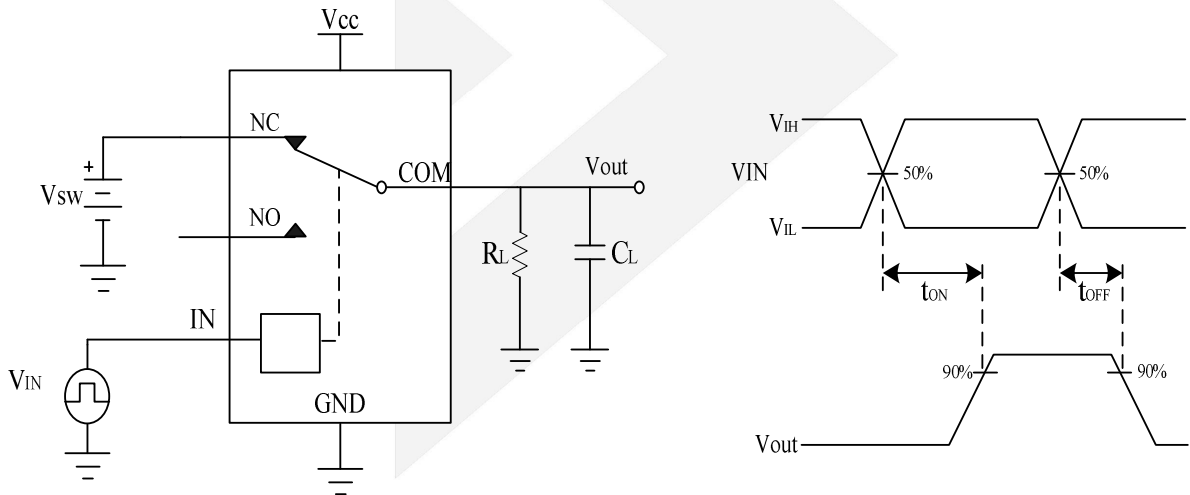 Vcc
NC
COM
Vout
+
VSW
NO
RL
CL
IN
VIN
GND
VIH
VIN
50%
50%
VIL
tON
tOFF
90%
90%
Vout